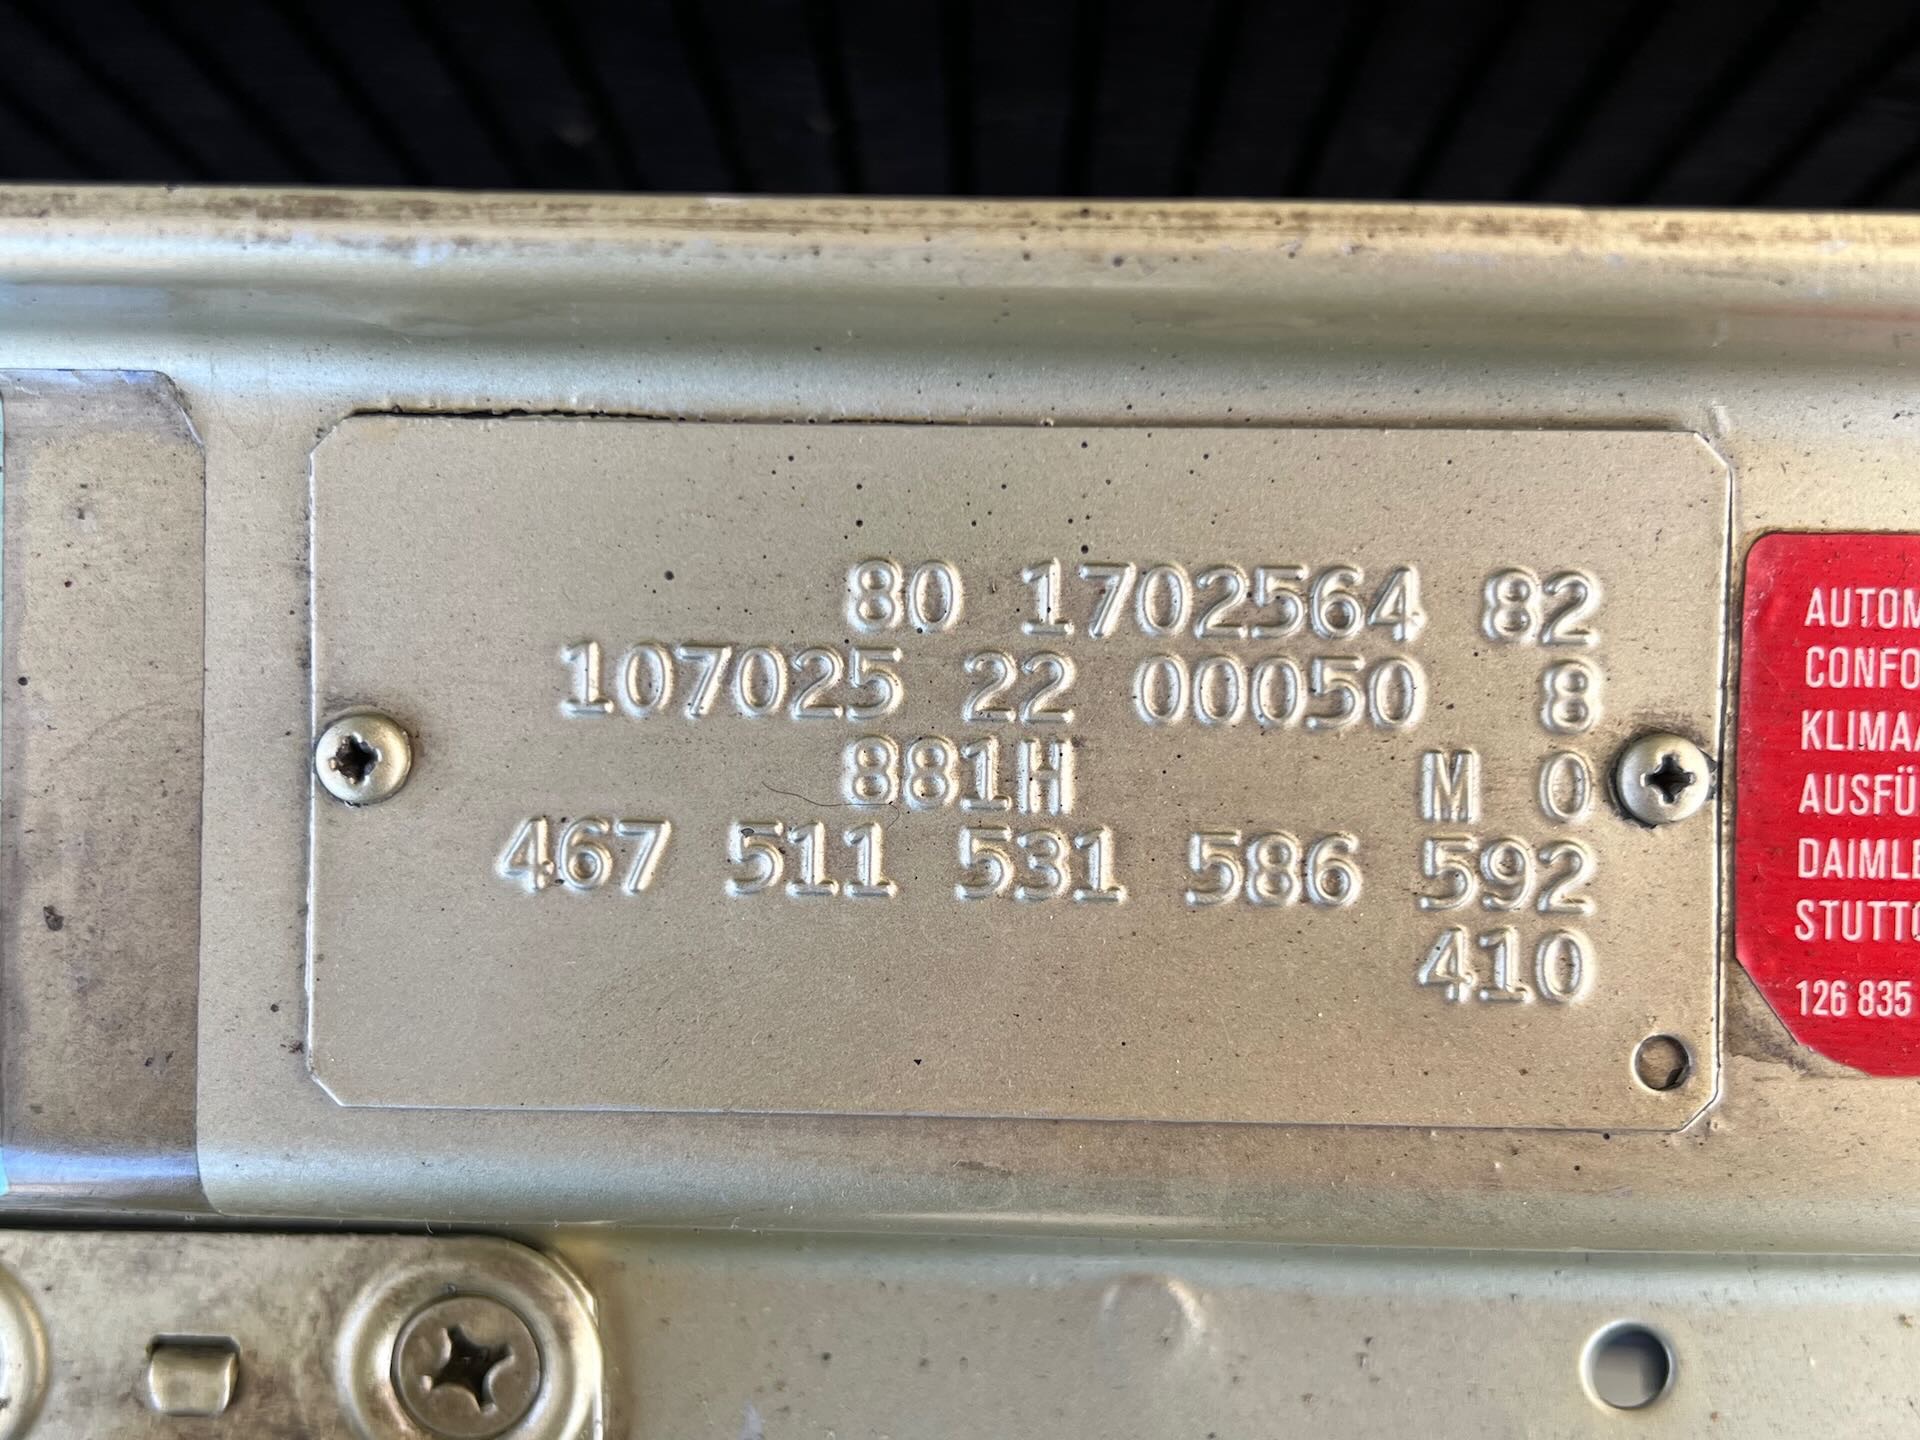 80 1702564 82
107025 22 00050 8
881H M 0
467 511 531 586 592
410
AUTOM
CONFO
KLIMA
AUSFÜ
DAIMLE
STUTT
126 835